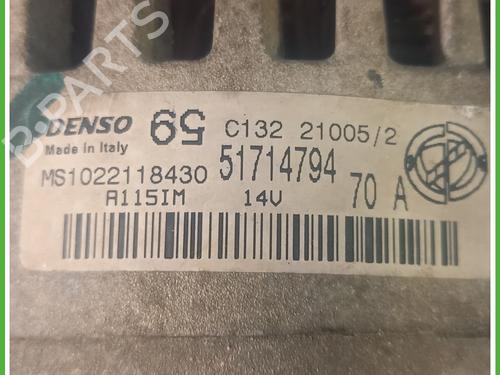 DENSO 59 C132 21005/2
Made in Italy
MS1022118430 51714794 70 A
A115IM 14V
B-PARTS